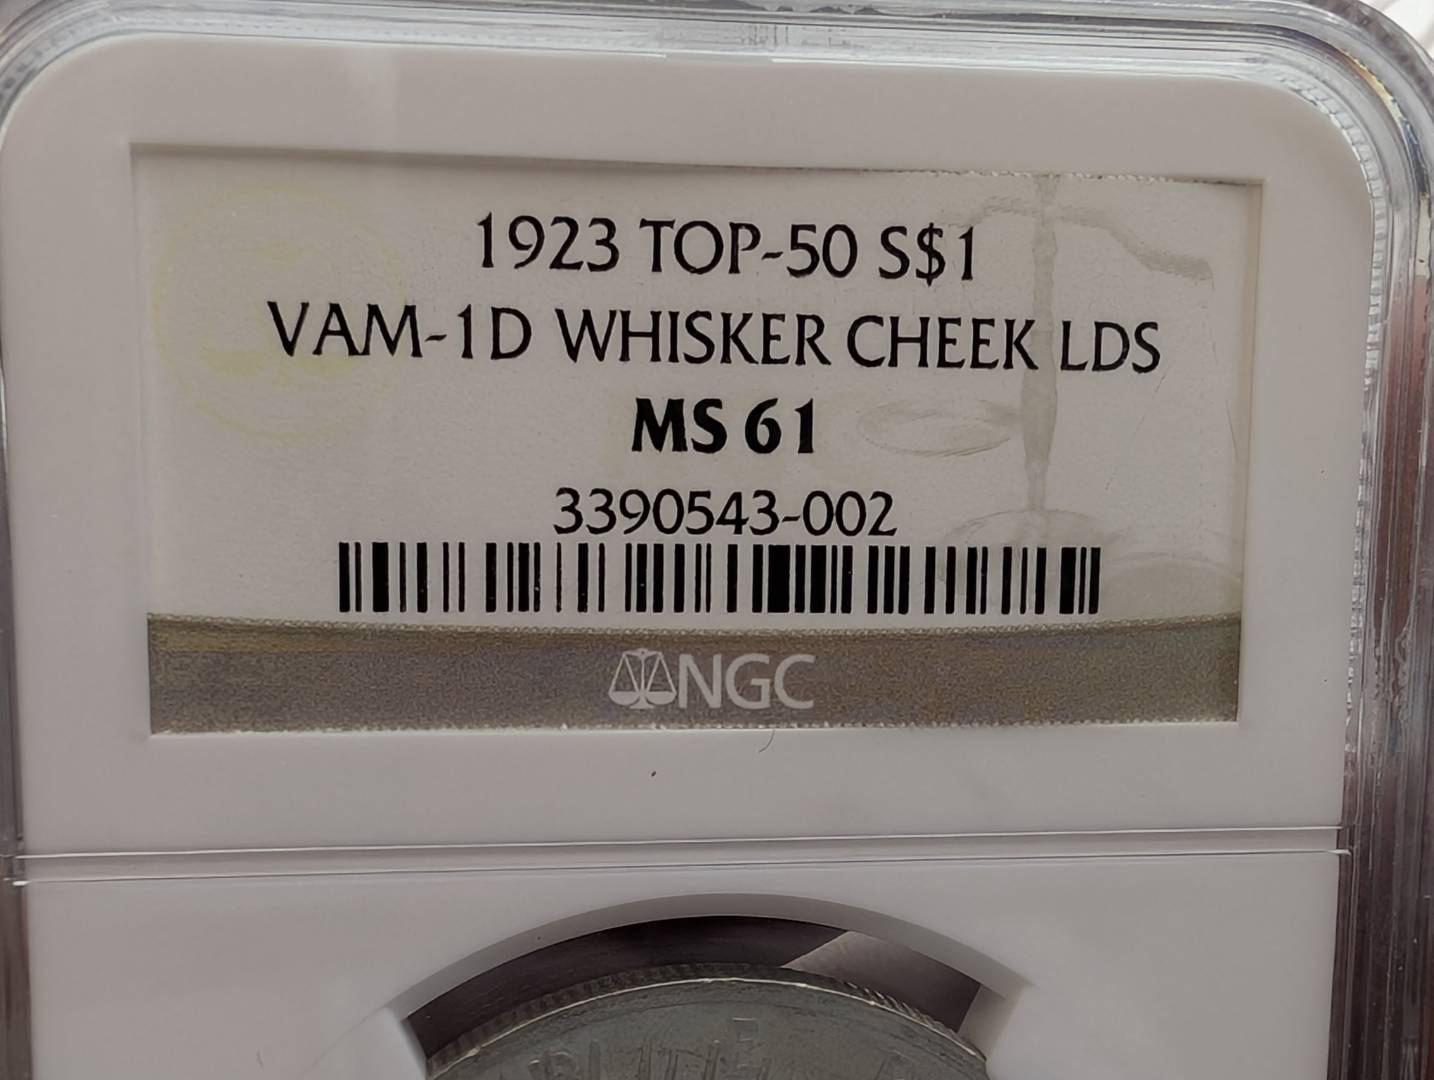 1923 TOP-50 S$1
VAM-1D WHISKER CHEEK LDS
MS 61
3390543-002
NGC